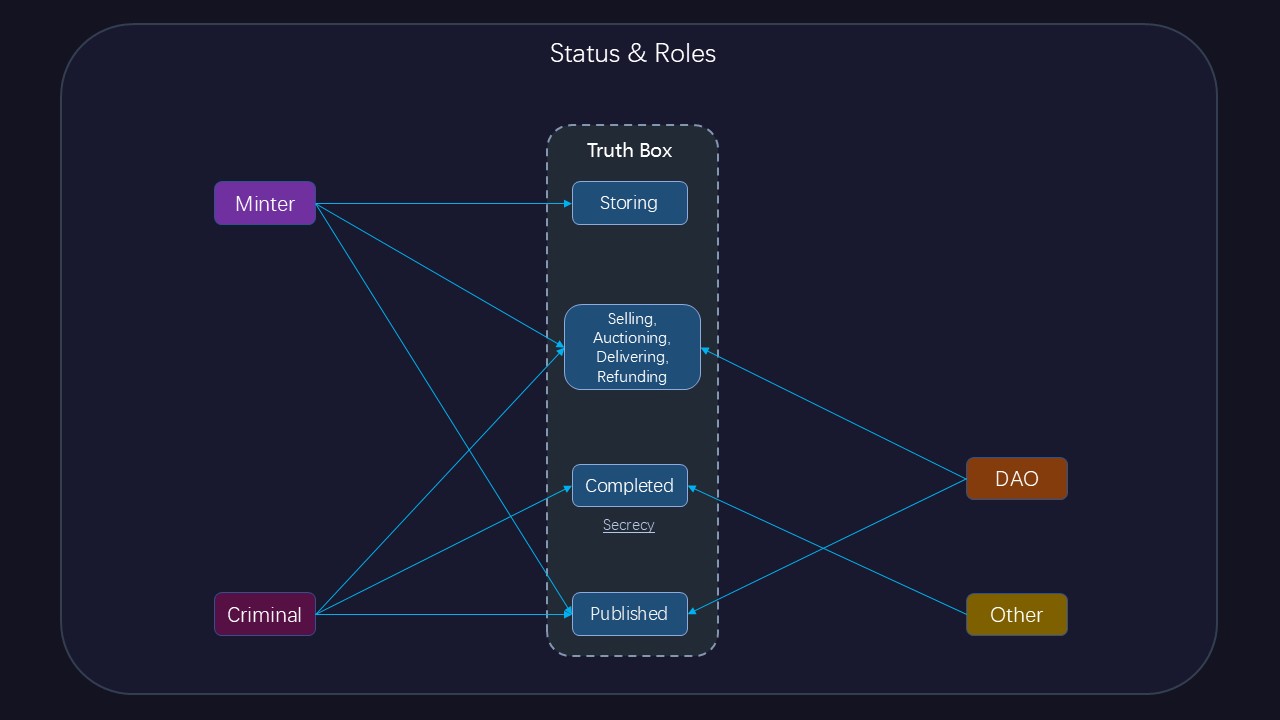 Status & Roles
Truth Box
Minter
Storing
Selling,
Auctioning,
Delivering,
Refunding
DAO
Completed
Secrecy
Criminal
Published
Other